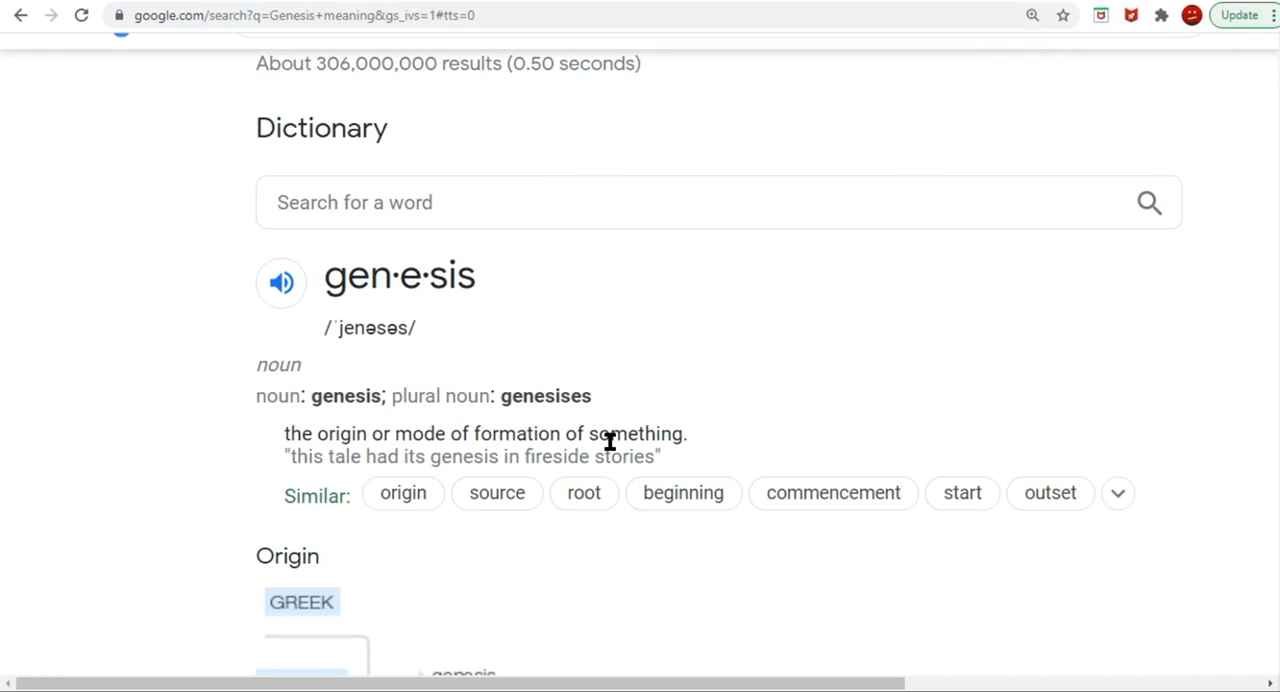 google.com/search?q=Genesis+meaning&gs_ivs=1#tts=0
Update
About 306,000,000 results (0.50 seconds)
Dictionary
Search for a word
gen·e·sis
/ˈjenəsəs/
noun
noun: genesis; plural noun: genesises
the origin or mode of formation of something.
"this tale had its genesis in fireside stories"
Similar: origin source root beginning commencement start outset
Origin
GREEK
genesis